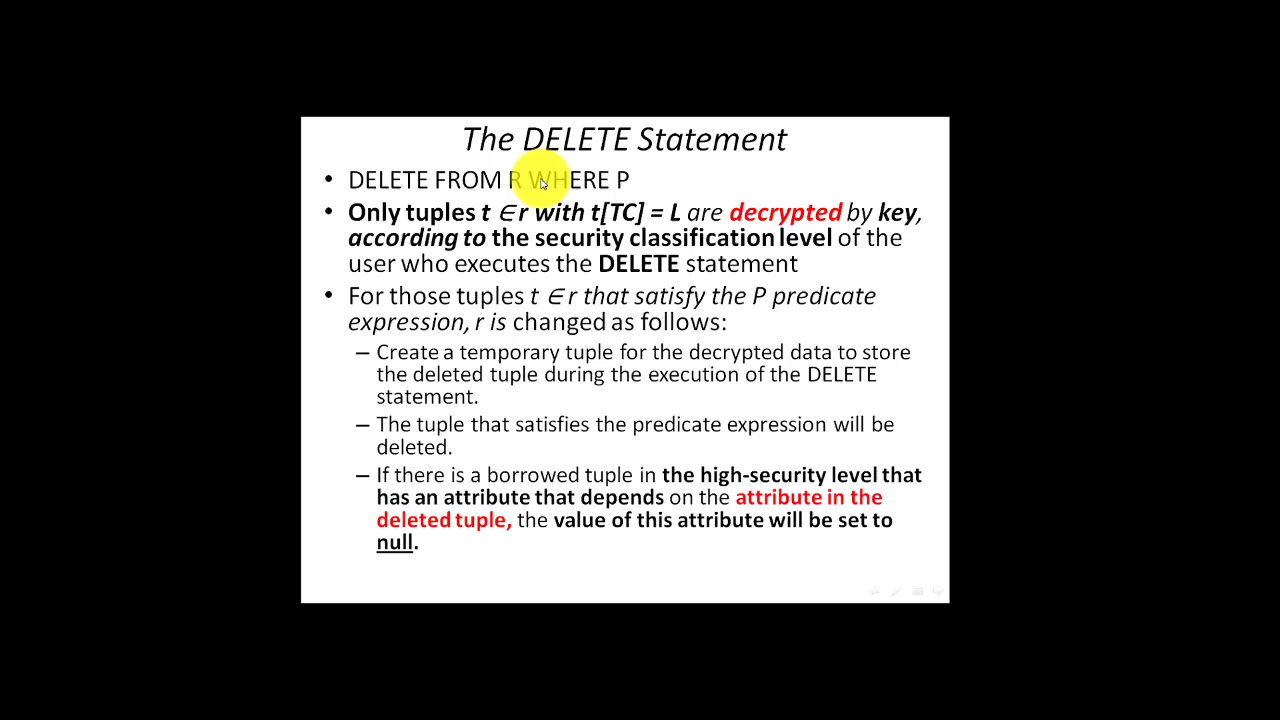 The DELETE Statement
• DELETE FROM R WHERE P
• Only tuples t ∈ r with t[TC] = L are decrypted by key,
according to the security classification level of the
user who executes the DELETE statement
• For those tuples t ∈ r that satisfy the P predicate
expression, r is changed as follows:
– Create a temporary tuple for the decrypted data to store
the deleted tuple during the execution of the DELETE
statement.
– The tuple that satisfies the predicate expression will be
deleted.
– If there is a borrowed tuple in the high-security level that
has an attribute that depends on the attribute in the
deleted tuple, the value of this attribute will be set to
null.